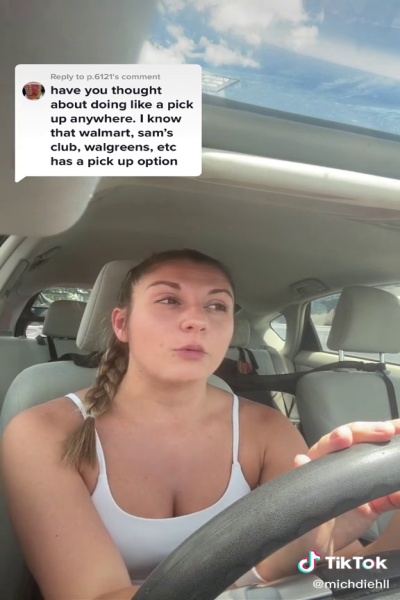 Reply to p.6121's comment
have you thought
about doing like a pick
up anywhere. I know
that walmart, sam's
club, walgreens, etc
has a pick up option
TikTok
@michdiehll